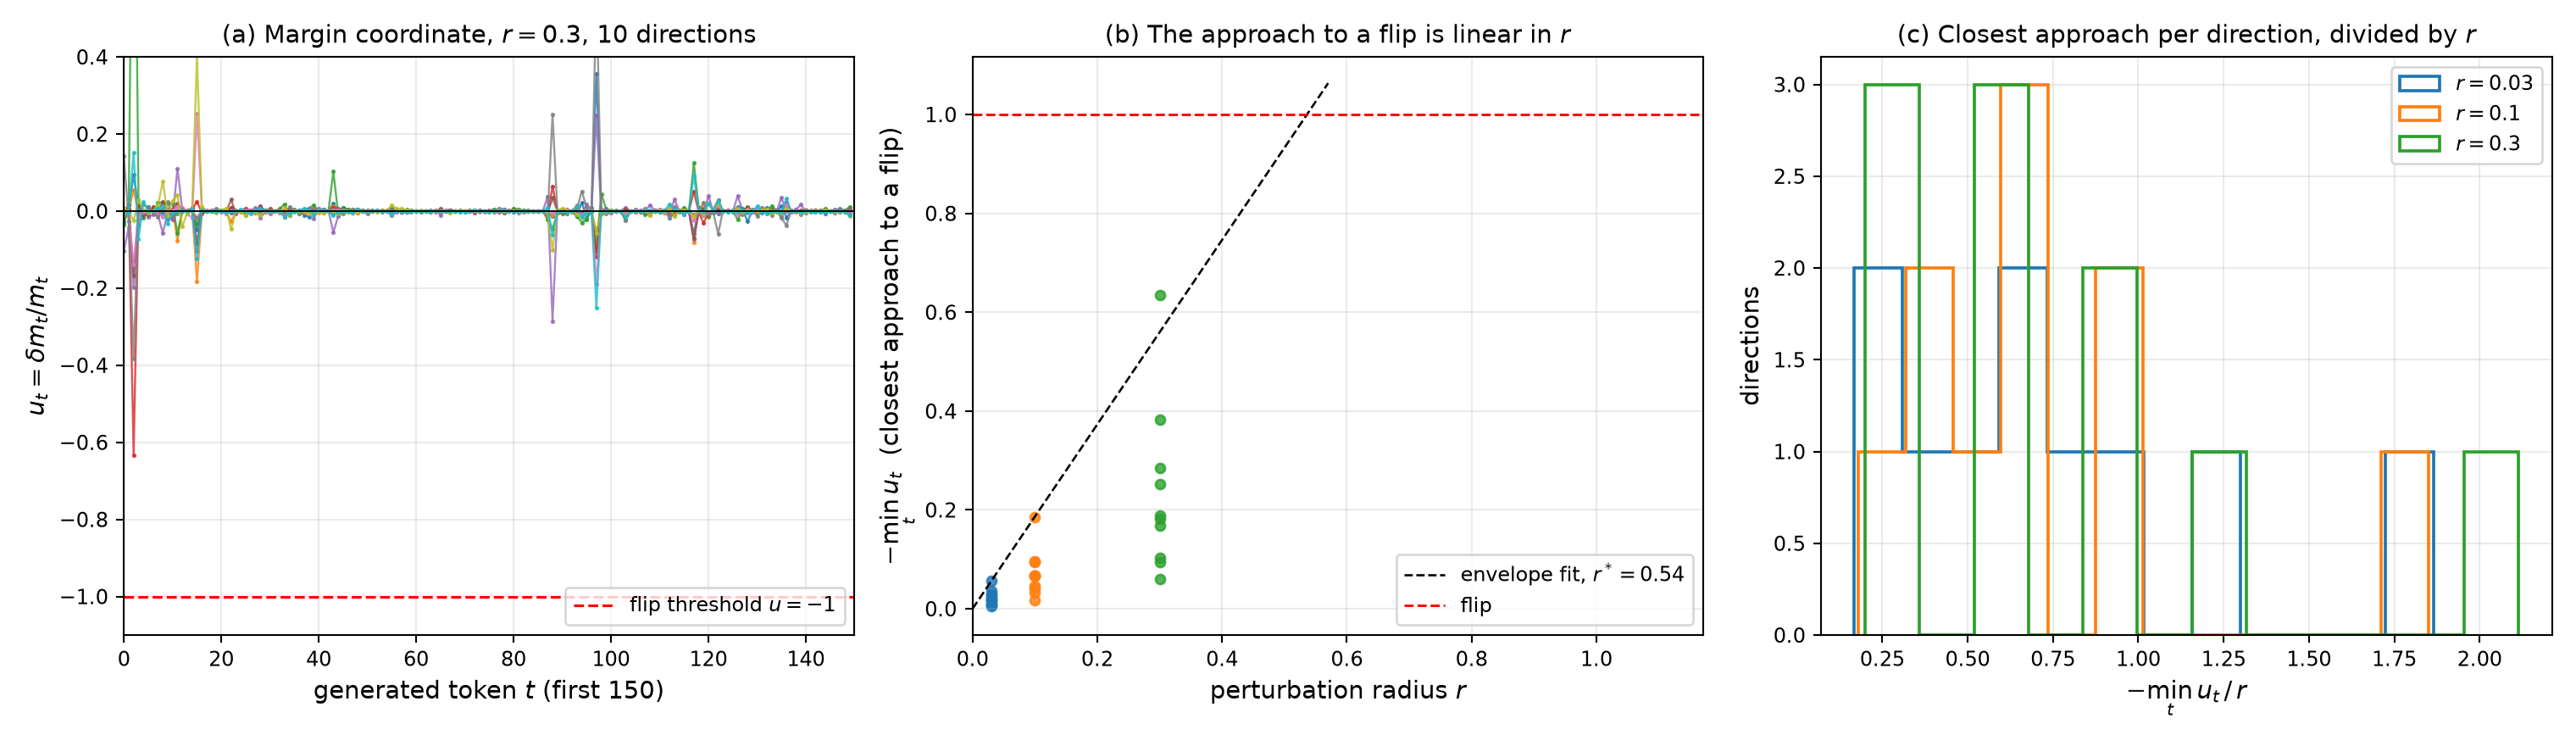 (a) Margin coordinate, r = 0.3, 10 directions
0.4
0.2
0.0
−0.2
−0.4
−0.6
−0.8
−1.0
u_t = δm_t/m_t
flip threshold u = −1
0 20 40 60 80 100 120 140
generated token t (first 150)
(b) The approach to a flip is linear in r
1.0
0.8
0.6
0.4
0.2
0.0
−min_t u_t (closest approach to a flip)
envelope fit, r* = 0.54
flip
0.0 0.2 0.4 0.6 0.8 1.0
perturbation radius r
(c) Closest approach per direction, divided by r
3.0
2.5
2.0
1.5
1.0
0.5
0.0
directions
r = 0.03
r = 0.1
r = 0.3
0.25 0.50 0.75 1.00 1.25 1.50 1.75 2.00
−min_t u_t / r